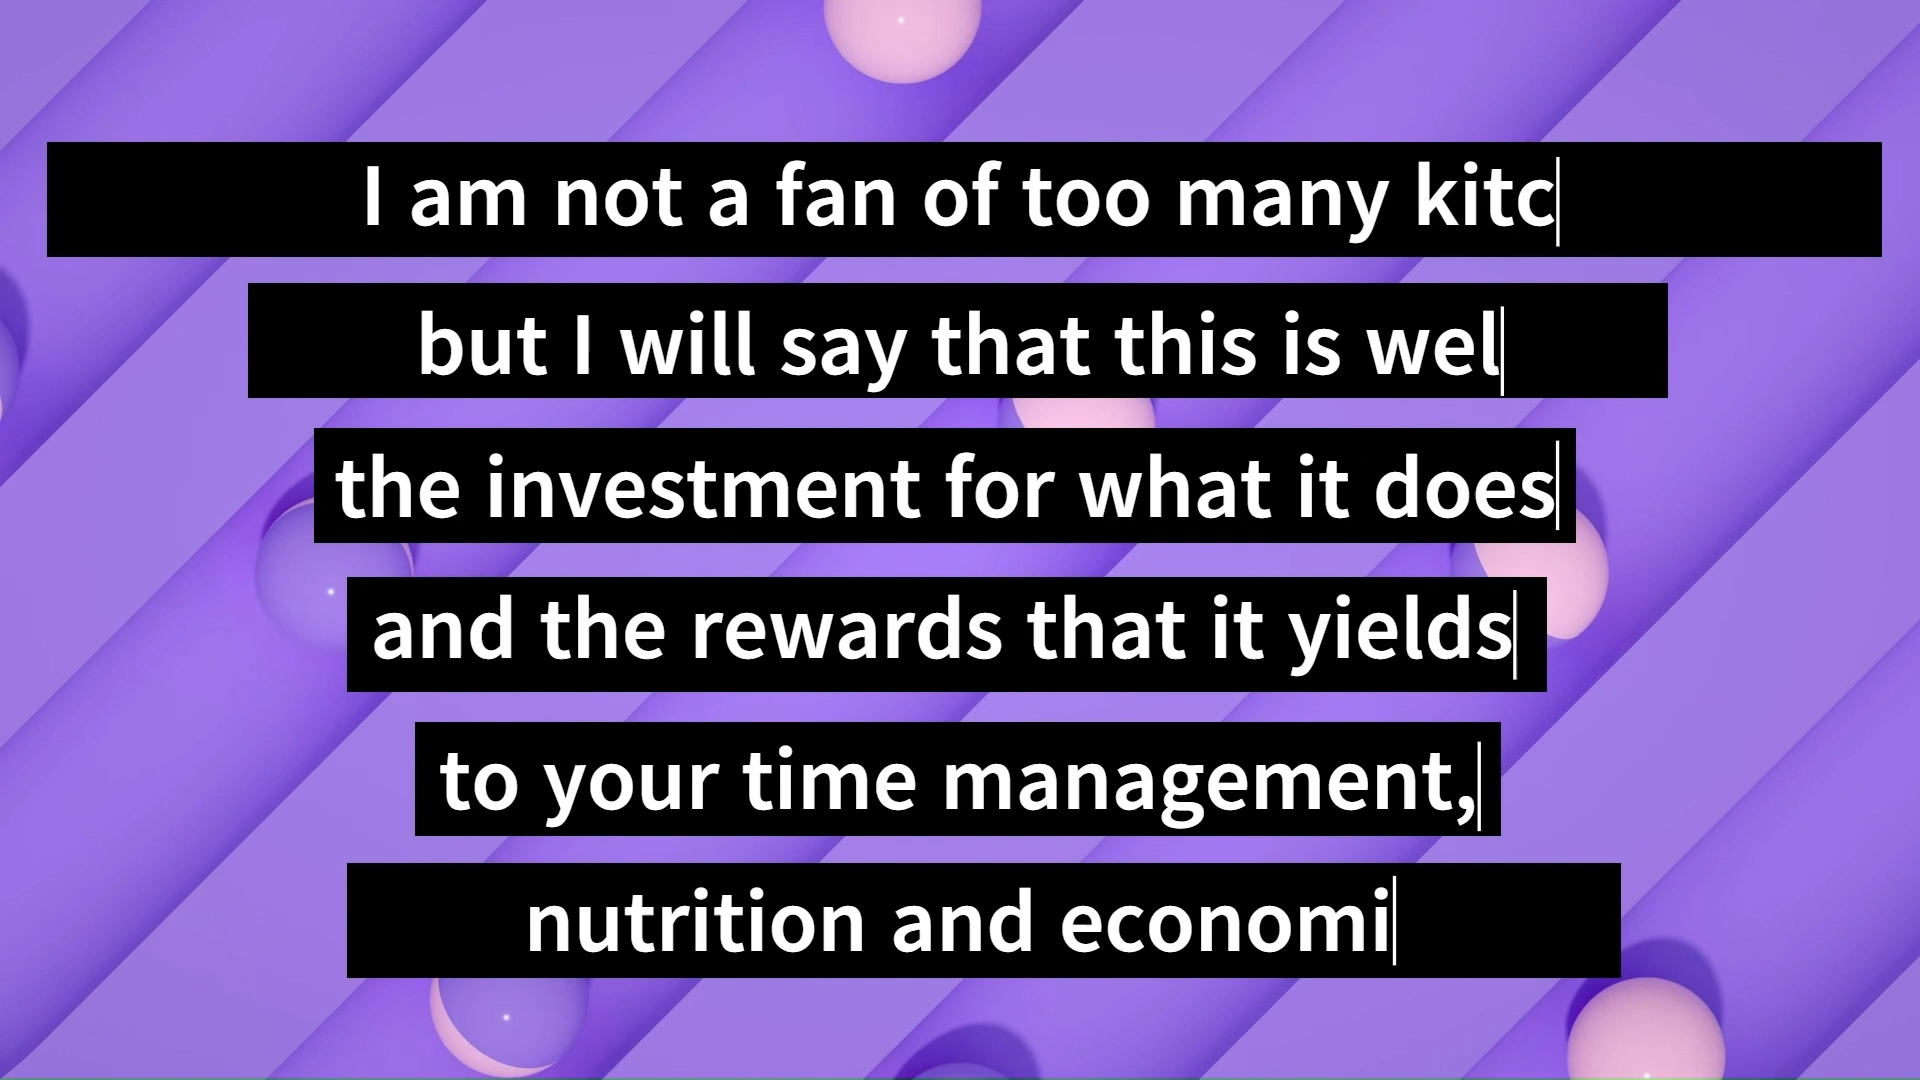 I am not a fan of too many kitc
but I will say that this is wel
the investment for what it does
and the rewards that it yields
to your time management,
nutrition and economi